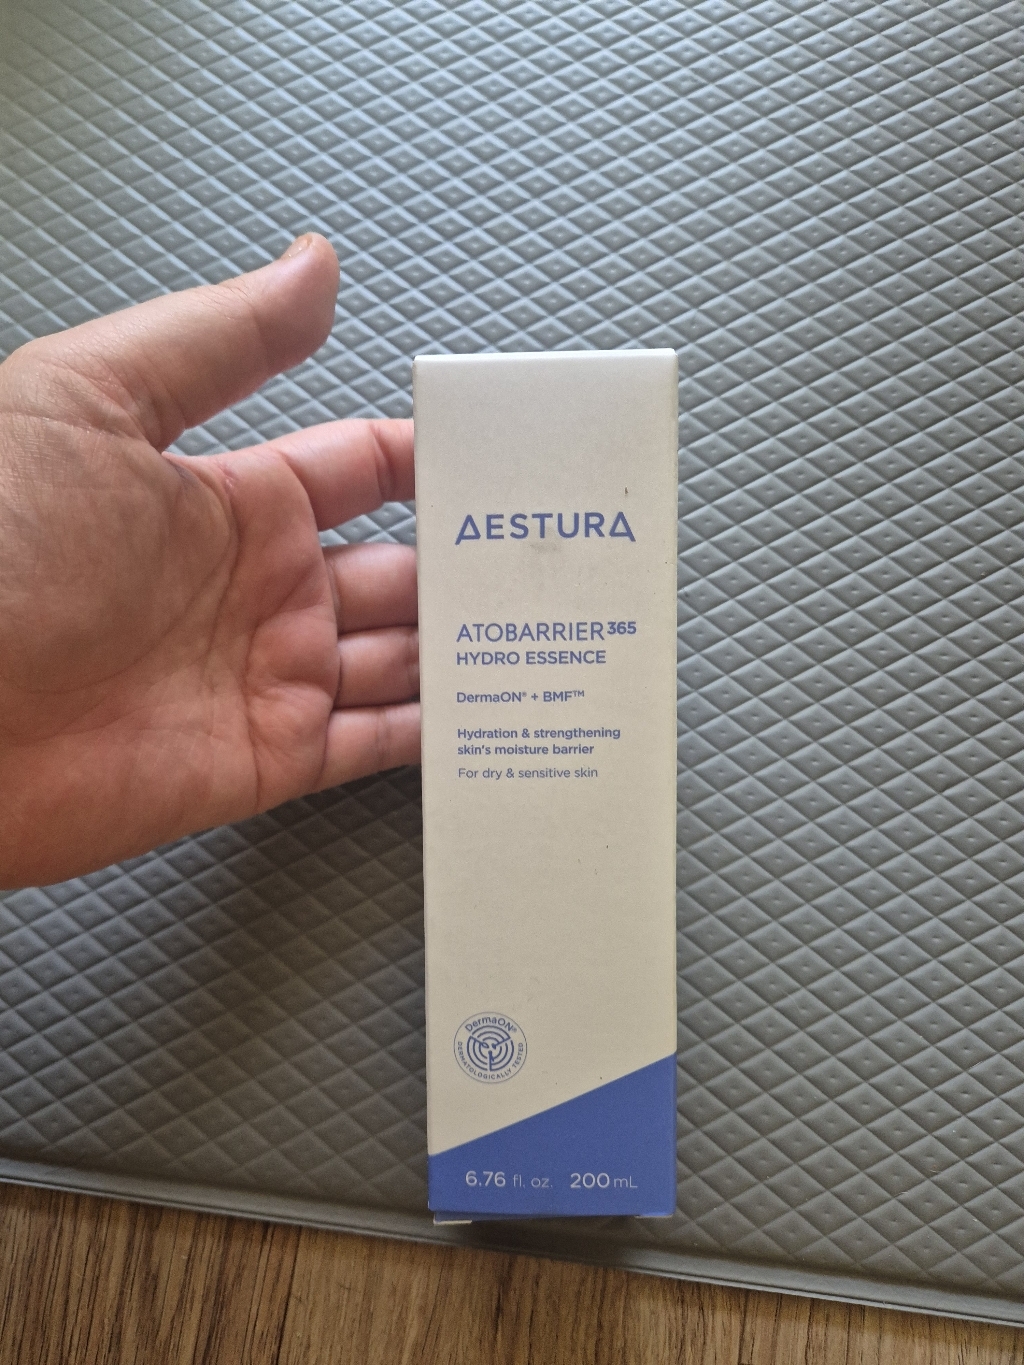 AESTURA
ATOBARRIER365
HYDRO ESSENCE
DermaON® + BMF™
Hydration & strengthening
skin's moisture barrier
For dry & sensitive skin
DermaON®
DERMATOLOGICALLY TESTED
6.76 fl. oz. 200 mL